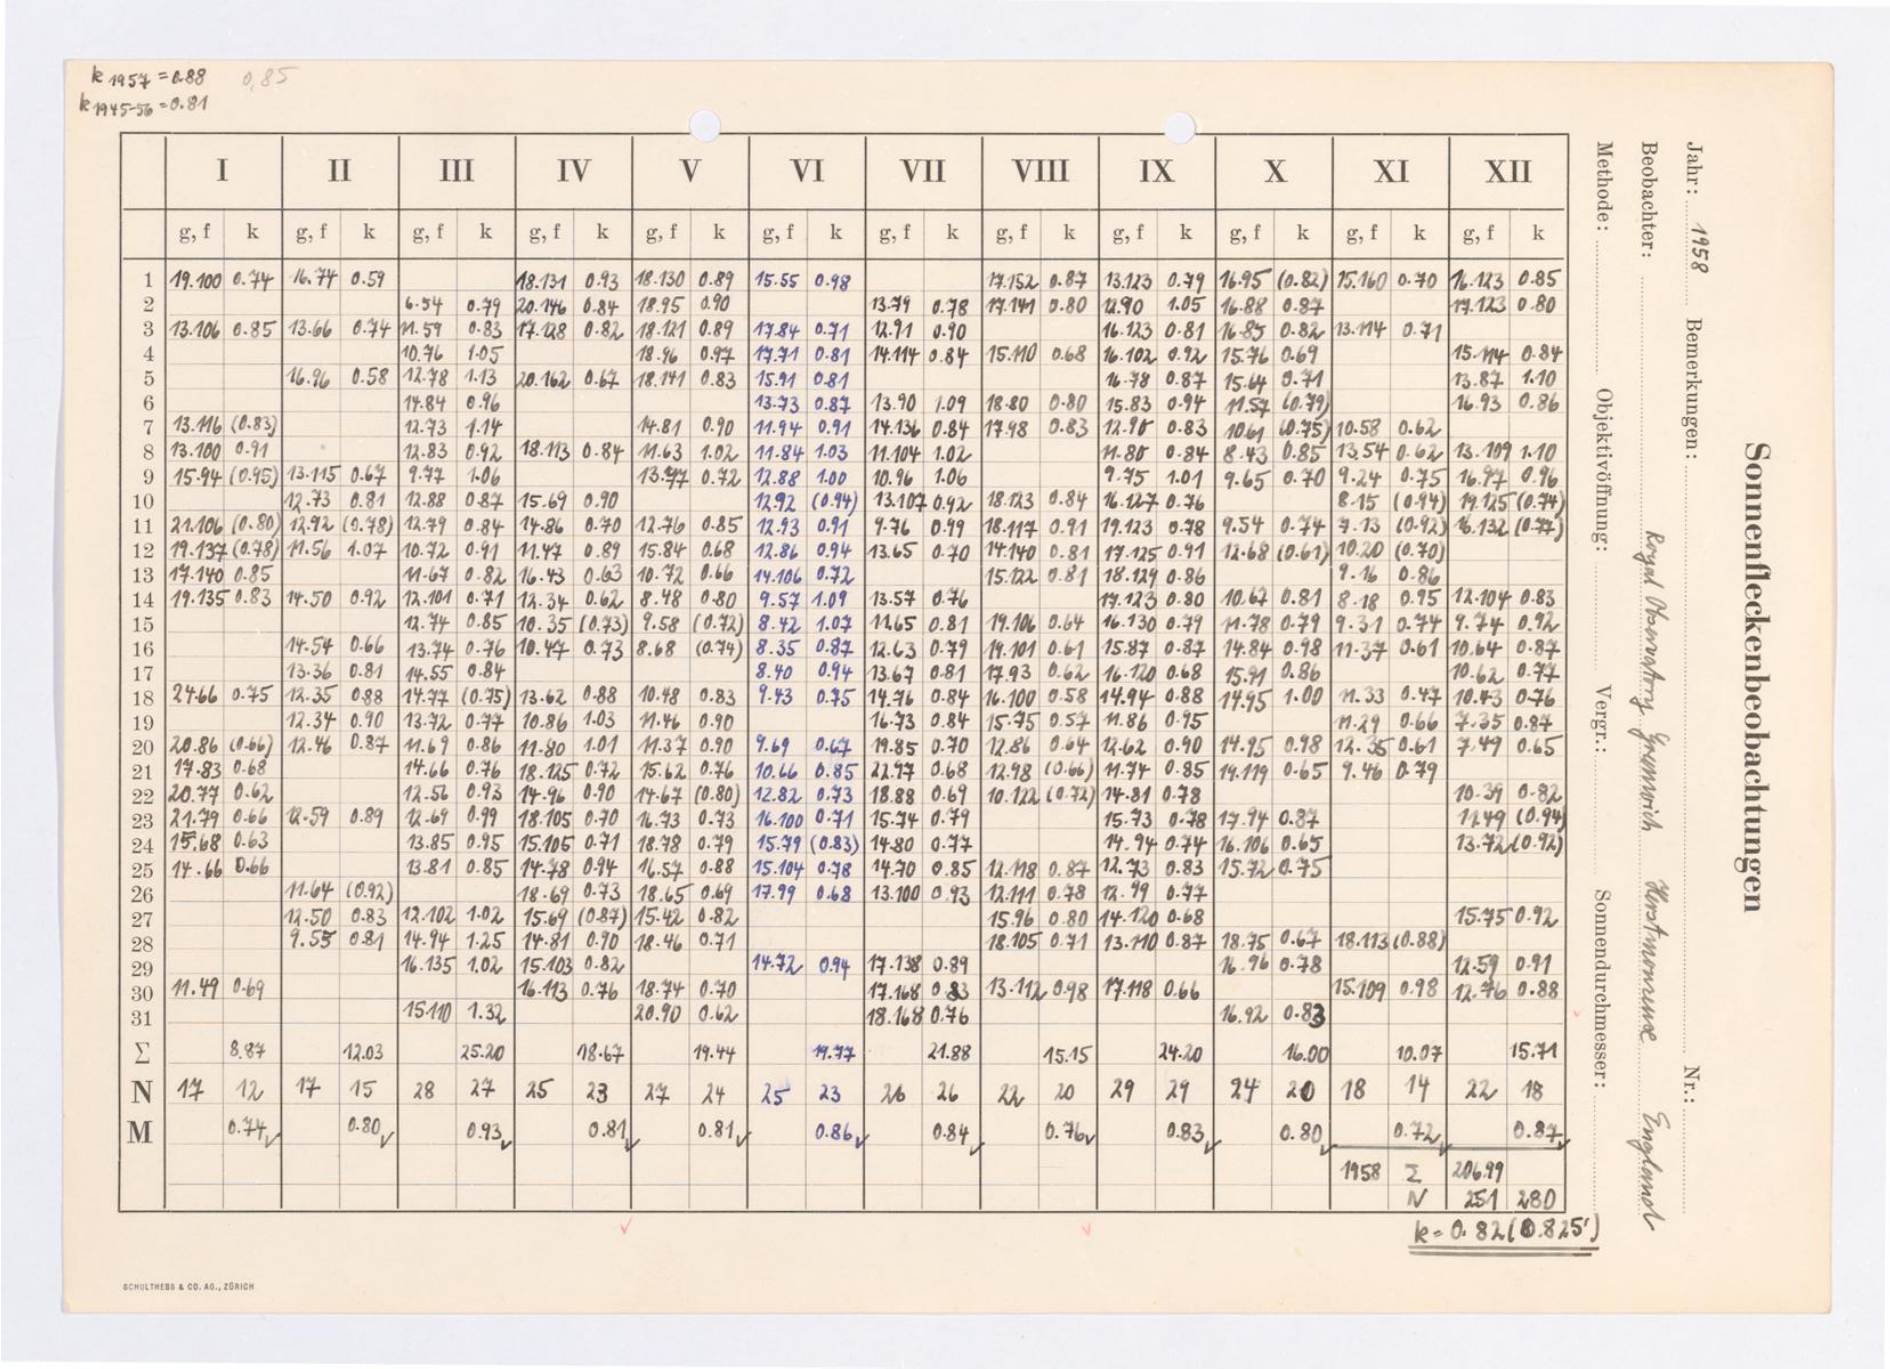 k 1957 = 0.88 0,85
k 1945-56 = 0.81
Sonnenfleckenbeobachtungen
Jahr: 1958 Bemerkungen: Nr.:
Beobachter: Royal Observatory Greenwich Herstmonceux England
Methode: Objektivöffnung: Vergr.: Sonnendurchmesser:
I II III IV V VI VII VIII IX X XI XII
g, f k g, f k g, f k g, f k g, f k g, f k g, f k g, f k g, f k g, f k g, f k g, f k
1 19.100 0.74 16.74 0.59 18.131 0.93 18.130 0.89 15.55 0.98 17.152 0.87 13.123 0.79 16.95 (0.82) 15.160 0.70 16.123 0.85
2 6.54 0.79 20.146 0.84 18.95 0.90 13.79 0.78 17.141 0.80 12.90 1.05 16.88 0.87 17.123 0.80
3 13.106 0.85 13.66 0.74 11.59 0.83 17.128 0.82 18.121 0.89 17.84 0.71 12.91 0.90 16.123 0.81 16.85 0.82 13.114 0.71
4 10.76 1.05 18.96 0.97 17.71 0.81 14.114 0.84 15.110 0.68 16.102 0.92 15.76 0.69 15.114 0.84
5 16.96 0.58 12.78 1.13 20.162 0.67 18.141 0.83 15.91 0.81 16.78 0.87 15.64 0.71 13.87 1.10
6 14.84 0.96 13.73 0.87 13.90 1.09 18.80 0.80 15.83 0.94 11.57 (0.79) 16.93 0.86
7 13.116 (0.83) 12.73 1.14 14.81 0.90 11.94 0.91 14.136 0.84 17.98 0.83 12.98 0.83 10.61 (0.75) 10.58 0.62
8 13.100 0.91 12.83 0.92 18.113 0.84 11.63 1.02 11.84 1.03 11.104 1.02 11.80 0.84 8.43 0.85 13.54 0.62 13.109 1.10
9 15.94 (0.95) 13.115 0.67 9.77 1.06 13.77 0.72 12.88 1.00 10.96 1.06 9.75 1.01 9.65 0.70 9.24 0.75 16.97 0.96
10 12.73 0.81 12.88 0.87 15.69 0.90 12.92 (0.94) 13.107 0.92 18.123 0.84 16.127 0.76 8.15 (0.94) 19.125 (0.74)
11 21.106 (0.80) 12.92 (0.78) 12.79 0.84 14.86 0.70 12.76 0.85 12.93 0.91 9.76 0.99 18.117 0.91 19.123 0.78 9.54 0.74 7.13 (0.92) 16.132 (0.77)
12 19.137 (0.78) 11.56 1.07 10.72 0.91 11.47 0.89 15.84 0.68 12.86 0.94 13.65 0.70 14.140 0.81 17.125 0.91 12.68 (0.61) 10.20 (0.70)
13 17.140 0.85 11.67 0.82 16.43 0.63 10.72 0.66 14.106 0.72 15.122 0.81 18.129 0.86 9.16 0.86
14 19.135 0.83 14.50 0.92 12.101 0.71 12.34 0.62 8.48 0.80 9.57 1.09 13.57 0.76 17.123 0.80 10.67 0.81 8.18 0.95 12.104 0.83
15 12.74 0.85 10.35 (0.73) 9.58 (0.72) 8.42 1.07 11.65 0.81 19.106 0.64 16.130 0.79 11.78 0.79 9.31 0.74 9.74 0.92
16 14.54 0.66 13.74 0.76 10.47 0.73 8.68 (0.74) 8.35 0.87 12.63 0.79 19.101 0.61 15.87 0.87 14.84 0.98 11.37 0.61 10.64 0.87
17 13.36 0.81 14.55 0.84 8.40 0.94 13.67 0.81 17.93 0.62 16.120 0.68 15.91 0.86 10.62 0.77
18 24.66 0.75 12.35 0.88 14.77 (0.75) 13.62 0.88 10.48 0.83 9.43 0.75 14.76 0.84 16.100 0.58 14.94 0.88 14.95 1.00 11.33 0.47 10.43 0.76
19 12.34 0.90 13.72 0.77 10.86 1.03 11.46 0.90 16.73 0.84 15.75 0.57 11.86 0.95 11.29 0.66 7.35 0.87
20 20.86 (0.66) 12.46 0.87 11.69 0.86 11.80 1.01 11.37 0.90 9.69 0.67 19.85 0.70 12.86 0.64 12.62 0.90 14.95 0.98 12.35 0.61 7.49 0.65
21 17.83 0.68 14.66 0.76 18.125 0.72 15.62 0.76 10.66 0.85 22.97 0.68 12.98 (0.66) 11.74 0.85 19.119 0.65 9.46 0.79
22 20.77 0.62 12.56 0.93 14.96 0.90 14.67 (0.80) 12.82 0.73 18.88 0.69 10.122 (0.72) 14.81 0.78 10.39 0.82
23 21.79 0.66 12.59 0.89 12.69 0.99 18.105 0.70 16.73 0.73 16.100 0.71 15.74 0.79 15.73 0.78 17.94 0.87 11.49 (0.94)
24 15.68 0.63 13.85 0.95 15.105 0.71 18.78 0.79 15.79 (0.83) 14.80 0.77 14.94 0.74 16.106 0.65 13.72 (0.92)
25 14.66 0.66 13.81 0.85 14.78 0.94 16.57 0.88 15.104 0.78 14.70 0.85 12.118 0.87 12.73 0.83 15.72 0.75
26 11.64 (0.92) 18.69 0.73 18.65 0.69 17.99 0.68 13.100 0.93 12.111 0.78 12.79 0.77
27 12.50 0.83 12.102 1.02 15.69 (0.87) 15.42 0.82 15.96 0.80 14.120 0.68 15.75 0.92
28 9.55 0.81 14.94 1.25 14.81 0.90 18.46 0.71 18.105 0.71 13.110 0.87 18.75 0.67 18.113 (0.88)
29 16.135 1.02 15.103 0.82 14.72 0.94 17.138 0.89 16.96 0.78 12.59 0.91
30 11.49 0.69 16.113 0.76 18.74 0.70 17.168 0.83 13.112 0.98 17.118 0.66 15.109 0.98 12.76 0.88
31 15.110 1.32 20.90 0.62 18.168 0.76 16.92 0.83
Σ 8.87 12.03 25.20 18.67 19.44 19.77 21.88 15.15 24.20 16.00 10.07 15.71
N 17 12 17 15 28 27 25 23 27 24 25 23 26 26 22 20 29 29 24 20 18 14 22 18
M 0.74 0.80 0.93 0.81 0.81 0.86 0.84 0.76 0.83 0.80 0.72 0.87
1958 Σ 206.99
N 251 280
k = 0.82 (0.825)
SCHULTHESS & CO. AG., ZÜRICH